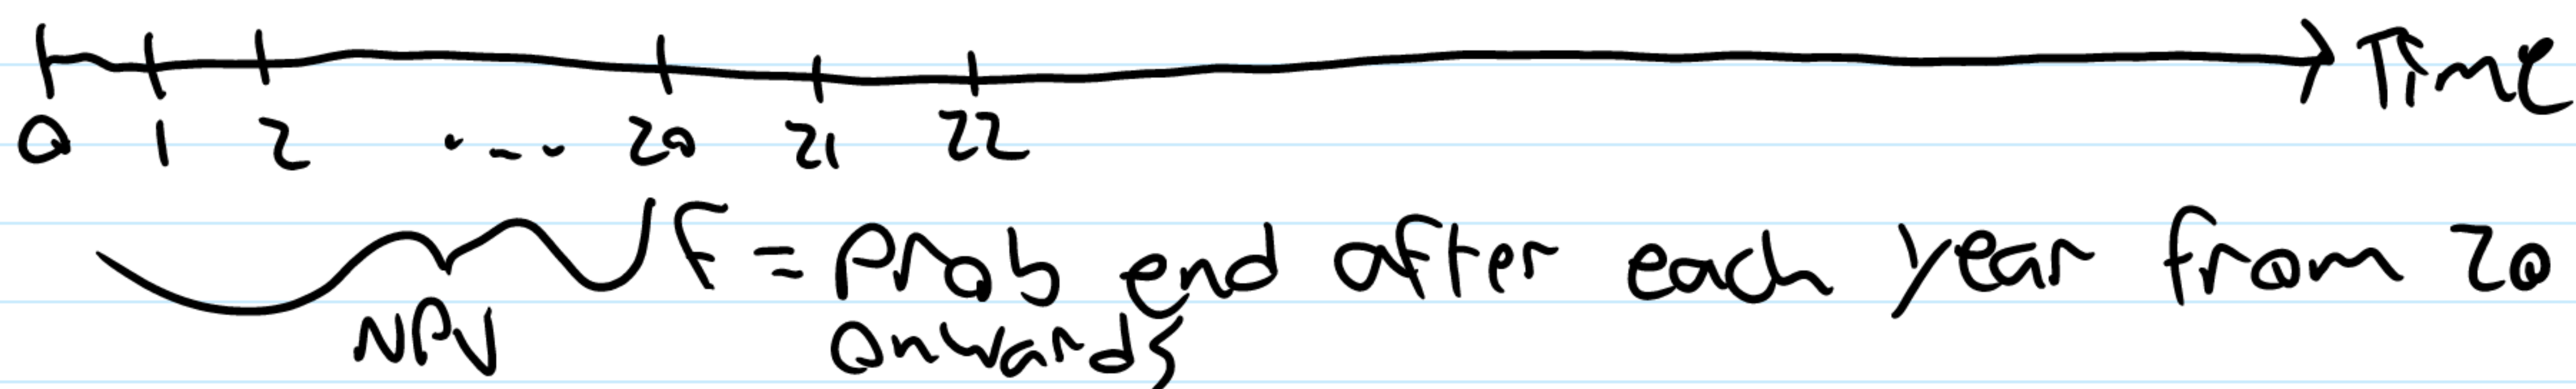 Time
0 1 2 .... 20 21 22
f = Prob end after each year from 20
NPV onwards